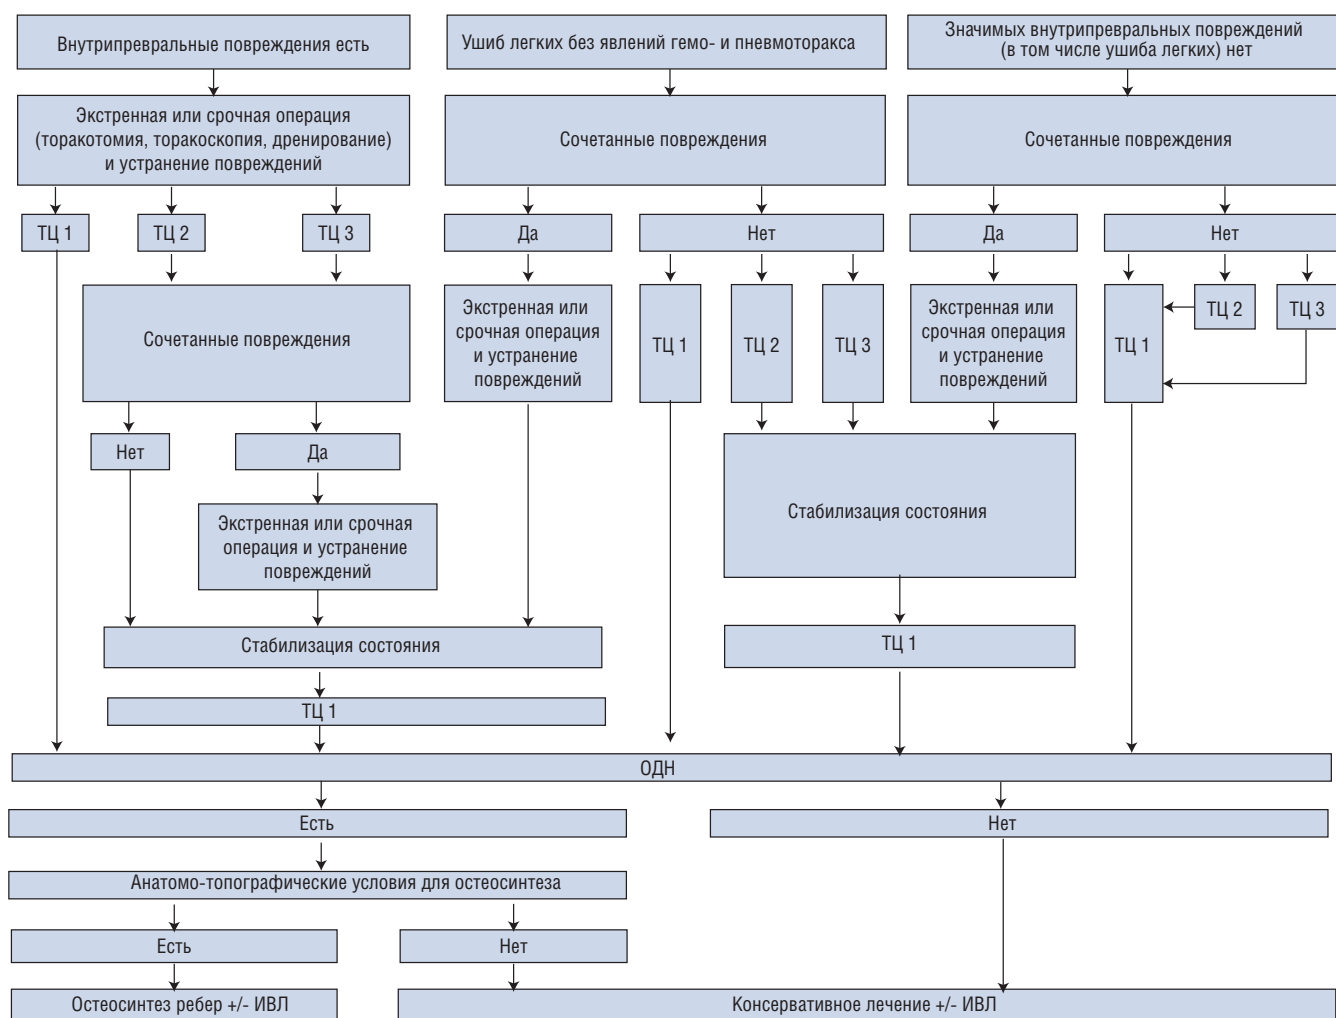 Внутрипревральные повреждения есть
Ушиб легких без явлений гемо- и пневмоторакса
Значимых внутрипревральных повреждений
(в том числе ушиба легких) нет
Экстренная или срочная операция
(торакотомия, торакоскопия, дренирование)
и устранение повреждений
Сочетанные повреждения
Сочетанные повреждения
ТЦ 1
ТЦ 2
ТЦ 3
Да
Нет
Да
Нет
Сочетанные повреждения
Экстренная или
срочная операция
и устранение
повреждений
ТЦ 1
ТЦ 2
ТЦ 3
Экстренная или
срочная операция
и устранение
повреждений
ТЦ 1
ТЦ 2
ТЦ 3
Нет
Да
Экстренная или срочная
операция и устранение
повреждений
Стабилизация состояния
Стабилизация состояния
ТЦ 1
ТЦ 1
ОДН
Есть
Нет
Анатомо-топографические условия для остеосинтеза
Есть
Нет
Остеосинтез ребер +/- ИВЛ
Консервативное лечение +/- ИВЛ